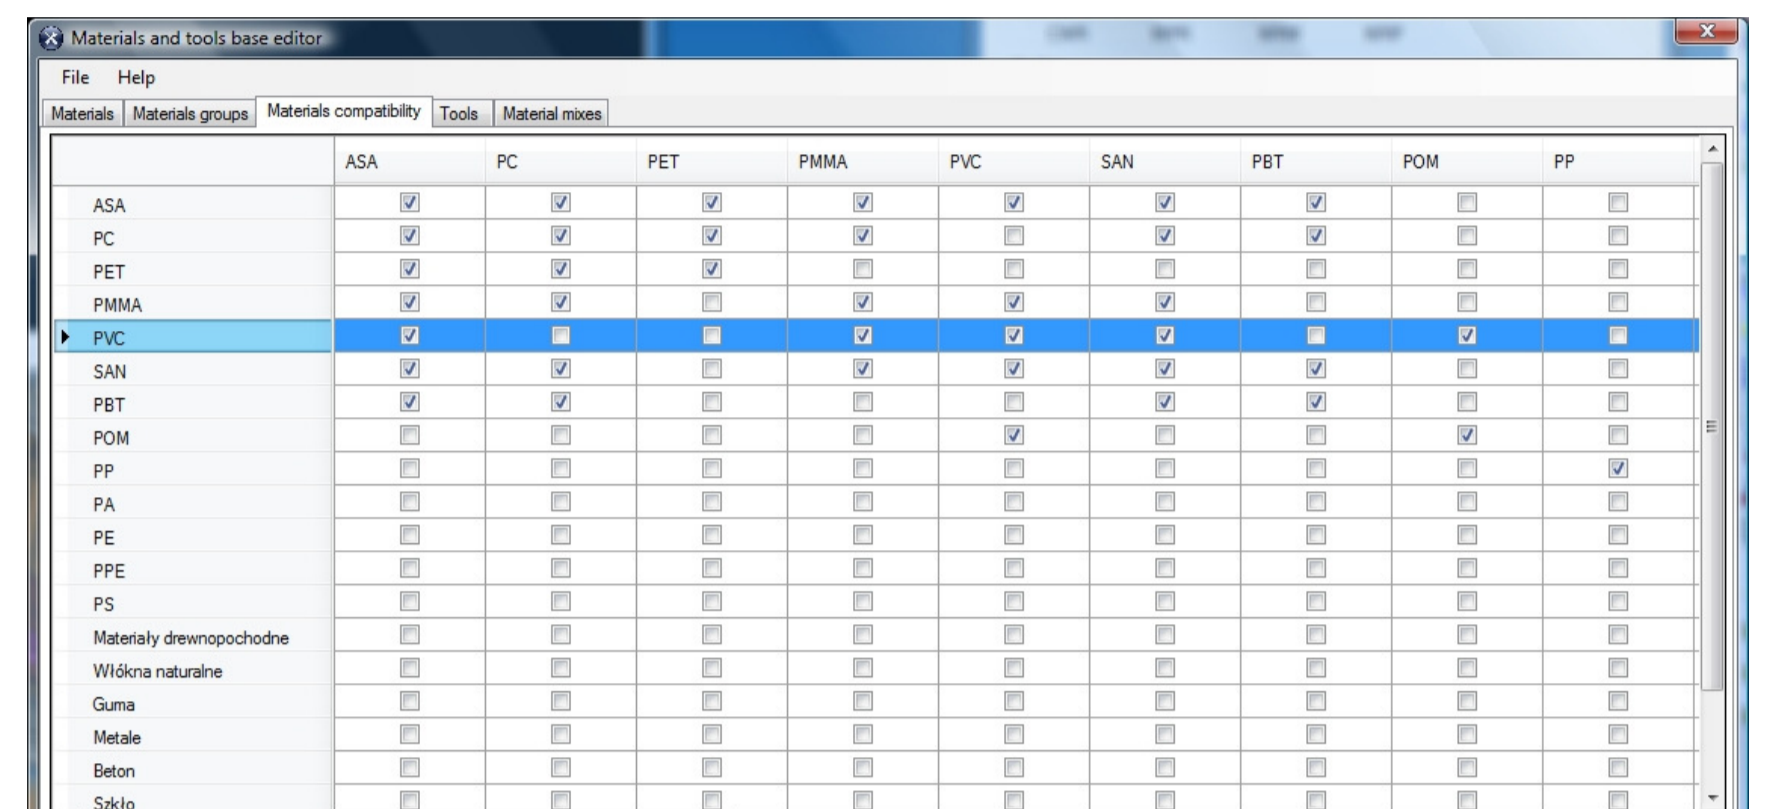 Materials and tools base editor
File Help
Materials Materials groups Materials compatibility Tools Material mixes
ASA PC PET PMMA PVC SAN PBT POM PP
ASA
PC
PET
PMMA
PVC
SAN
PBT
POM
PP
PA
PE
PPE
PS
Materiały drewnopochodne
Włókna naturalne
Guma
Metale
Beton
Szkło